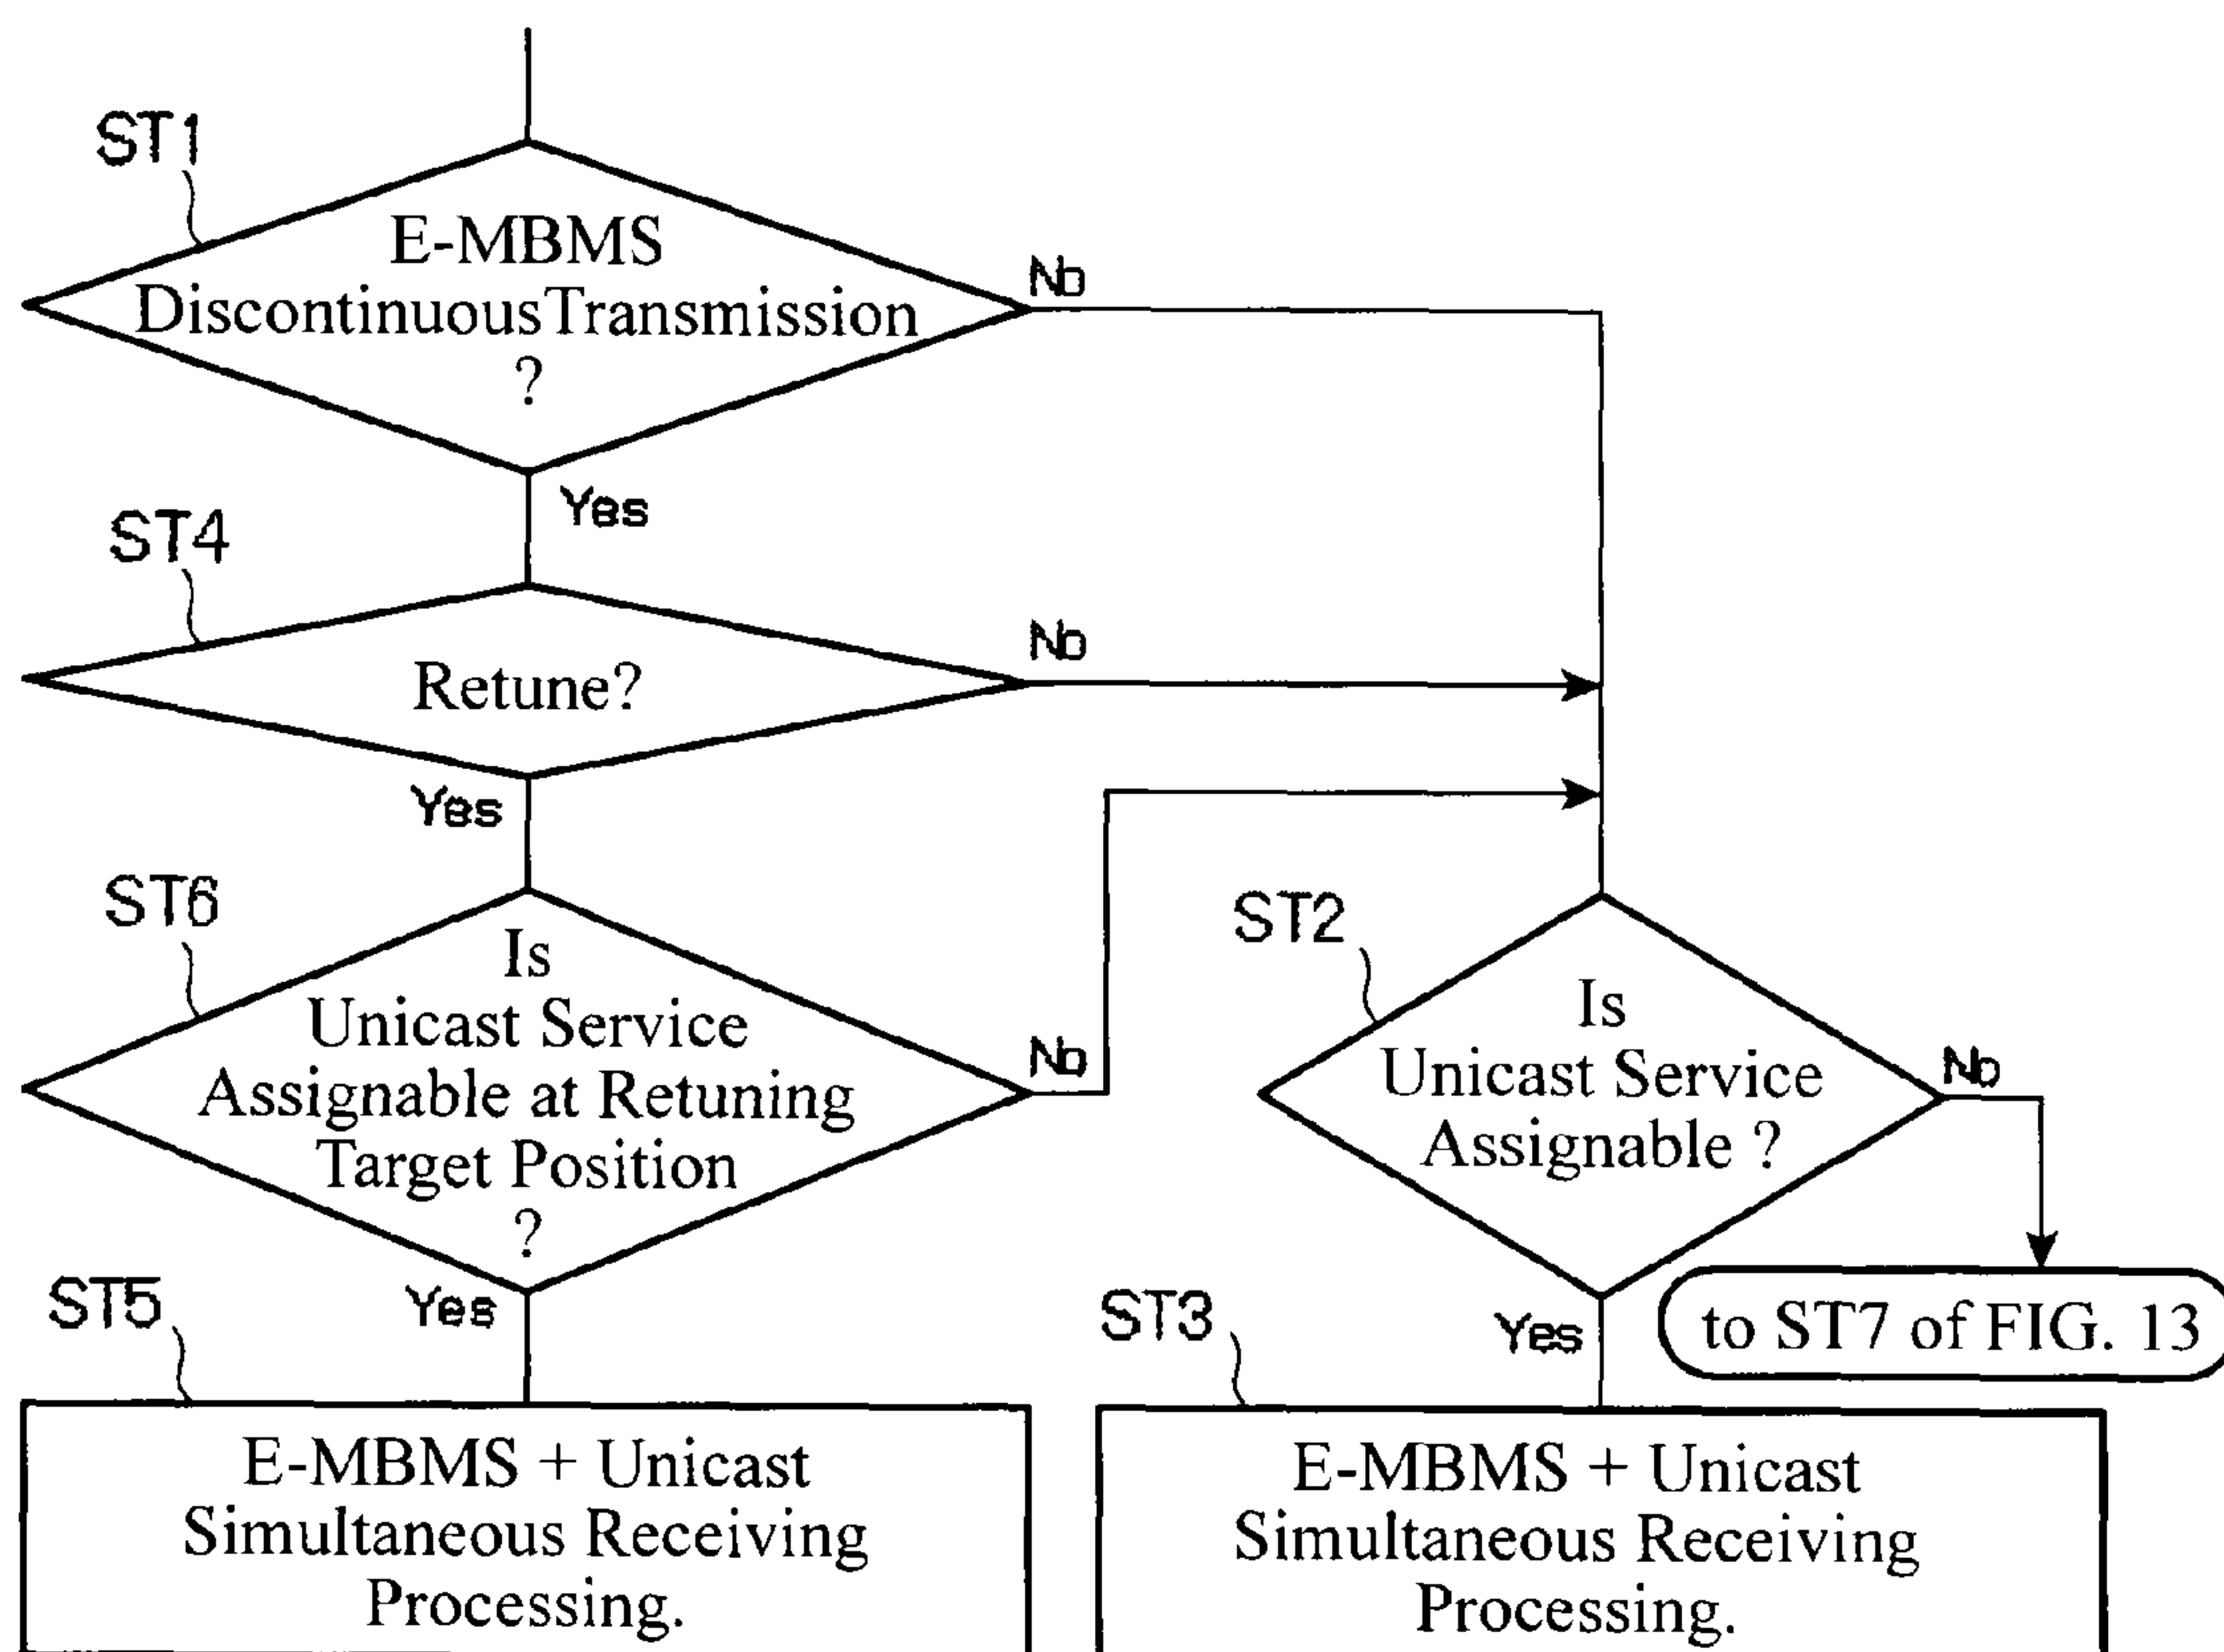 ST1
E-MBMS
Discontinuous Transmission
?
No
Yes
ST4
Retune?
No
Yes
ST6
Is
Unicast Service
Assignable at Retuning
Target Position
?
No
Yes
ST2
Is
Unicast Service
Assignable ?
No
Yes
to ST7 of FIG. 13
ST5
E-MBMS + Unicast
Simultaneous Receiving
Processing.
ST3
E-MBMS + Unicast
Simultaneous Receiving
Processing.